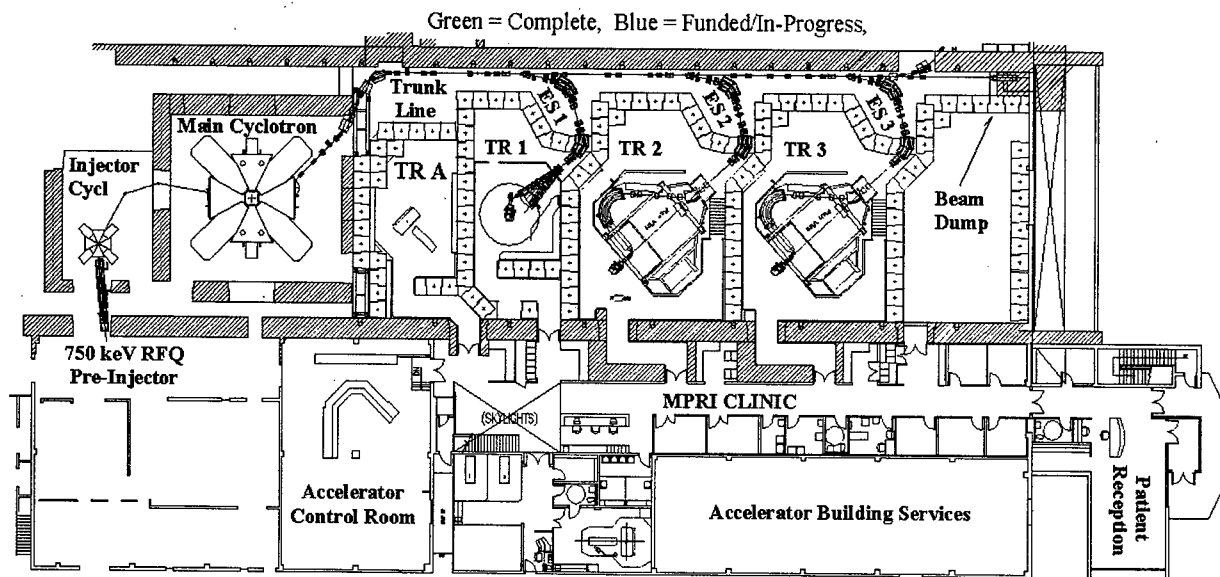 Green = Complete, Blue = Funded/In-Progress,
Trunk
Line
ES 1
ES 2
ES 3
Main Cyclotron
Injector
Cycl
TR A
TR 1
TR 2
TR 3
Beam
Dump
750 keV RFQ
Pre-Injector
MPRI CLINIC
(SKYLIGHTS)
Accelerator
Control Room
Accelerator Building Services
Patient
Reception